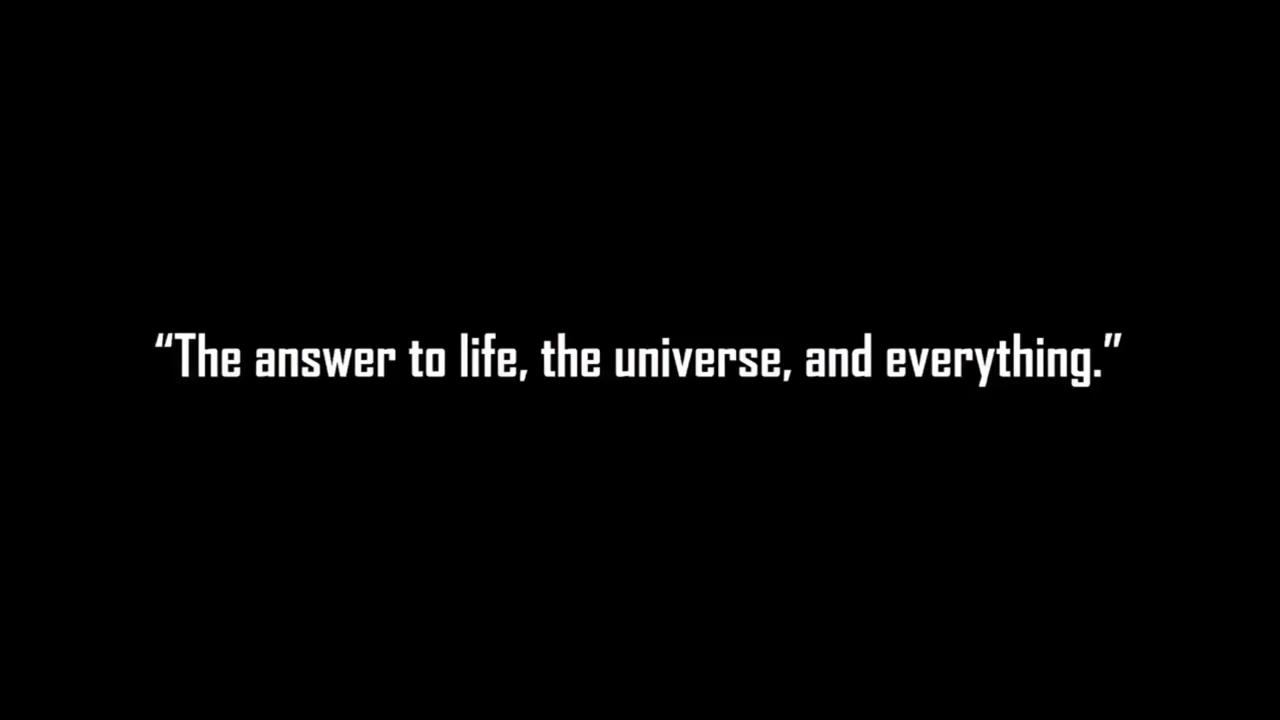 “The answer to life, the universe, and everything.”